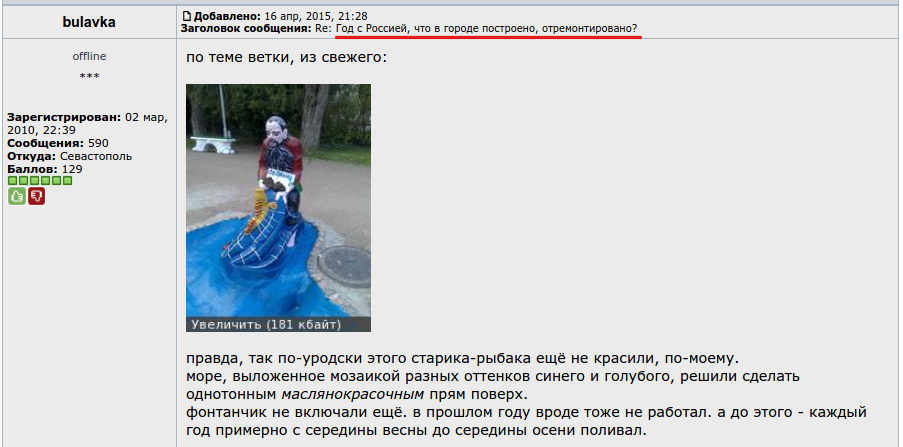 bulavka
Добавлено: 16 апр, 2015, 21:28
Заголовок сообщения: Re: Год с Россией, что в городе построено, отремонтировано?
offline
***
Зарегистрирован: 02 мар,
2010, 22:39
Сообщения: 590
Откуда: Севастополь
Баллов: 129
по теме ветки, из свежего:
Увеличить (181 кбайт)
правда, так по-уродски этого старика-рыбака ещё не красили, по-моему.
море, выложенное мозаикой разных оттенков синего и голубого, решили сделать
однотонным маслянокрасочным прям поверх.
фонтанчик не включали ещё. в прошлом году вроде тоже не работал. а до этого - каждый
год примерно с середины весны до середины осени поливал.